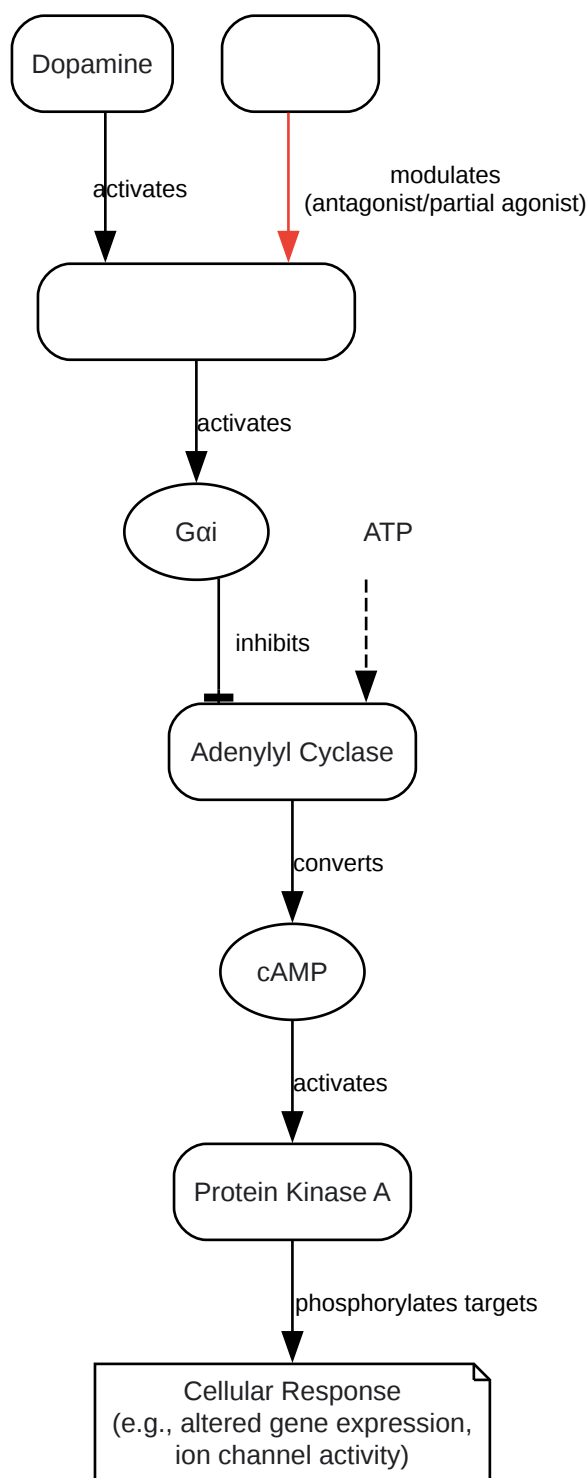 Dopamine
activates
modulates
(antagonist/partial agonist)
activates
Gαi
ATP
inhibits
Adenylyl Cyclase
converts
cAMP
activates
Protein Kinase A
phosphorylates targets
Cellular Response
(e.g., altered gene expression,
ion channel activity)